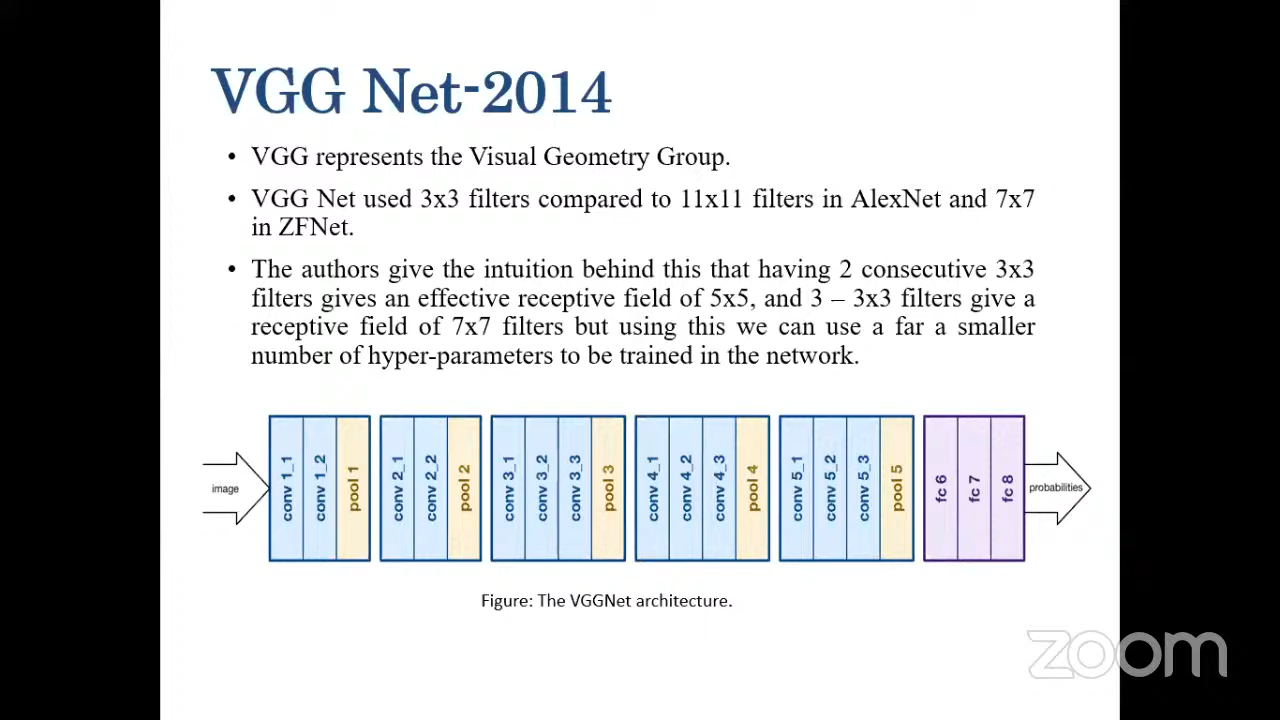 VGG Net-2014
• VGG represents the Visual Geometry Group.
• VGG Net used 3x3 filters compared to 11x11 filters in AlexNet and 7x7
in ZFNet.
• The authors give the intuition behind this that having 2 consecutive 3x3
filters gives an effective receptive field of 5x5, and 3 – 3x3 filters give a
receptive field of 7x7 filters but using this we can use a far a smaller
number of hyper-parameters to be trained in the network.
image
conv 1_1
conv 1_2
pool 1
conv 2_1
conv 2_2
pool 2
conv 3_1
conv 3_2
conv 3_3
pool 3
conv 4_1
conv 4_2
conv 4_3
pool 4
conv 5_1
conv 5_2
conv 5_3
pool 5
fc 6
fc 7
fc 8
probabilities
Figure: The VGGNet architecture.
zoom